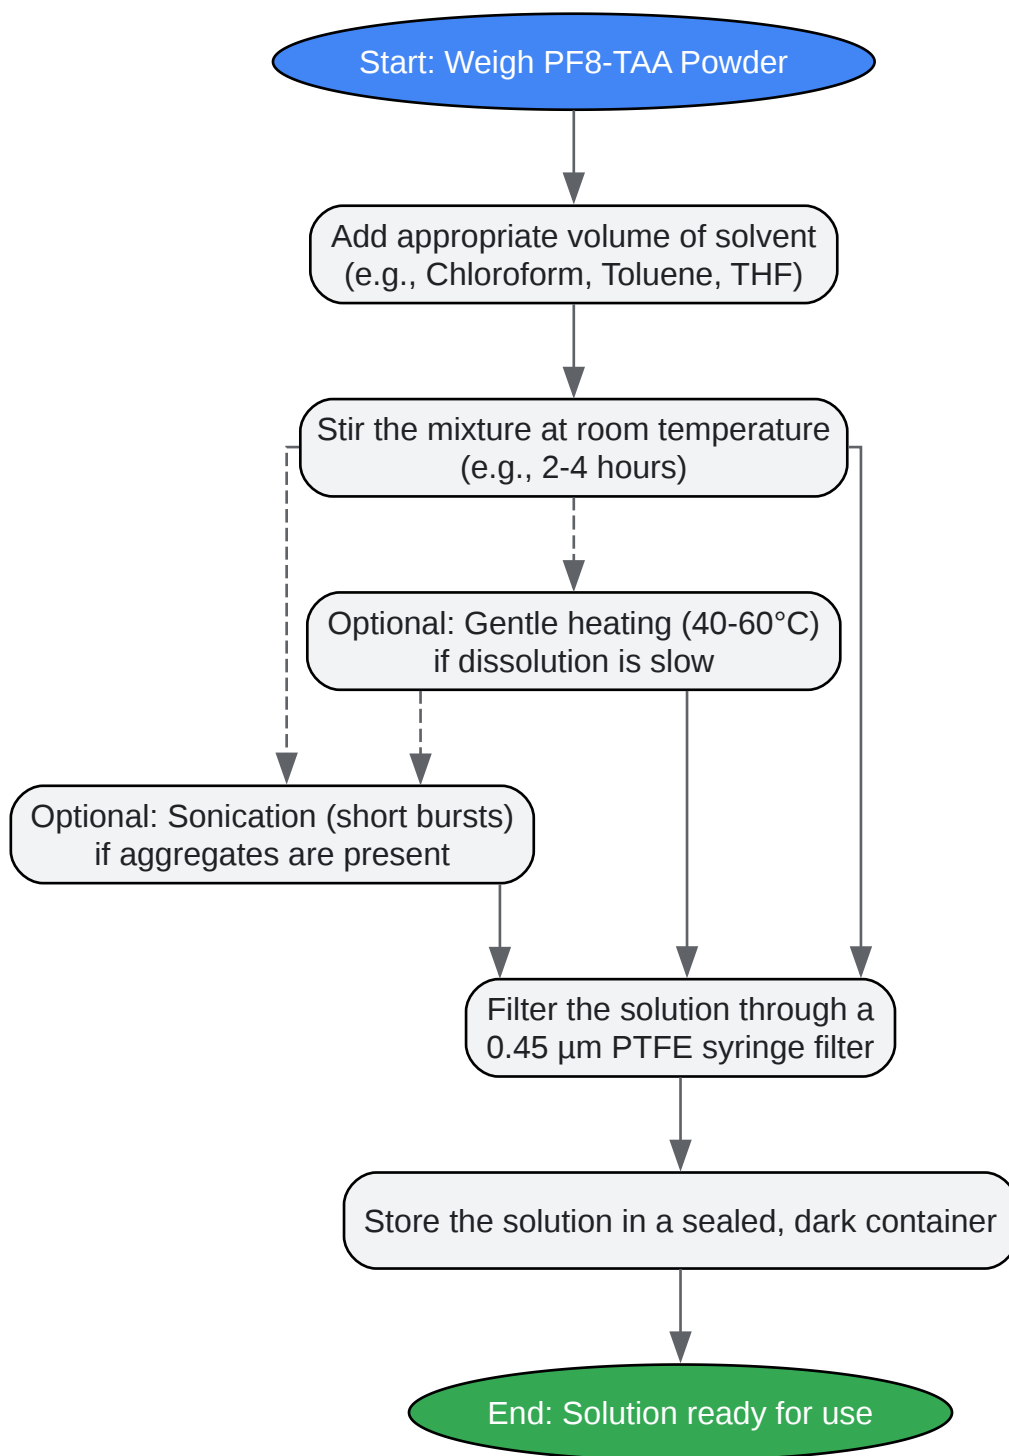 Start: Weigh PF8-TAA Powder
Add appropriate volume of solvent
(e.g., Chloroform, Toluene, THF)
Stir the mixture at room temperature
(e.g., 2-4 hours)
Optional: Gentle heating (40-60°C)
if dissolution is slow
Optional: Sonication (short bursts)
if aggregates are present
Filter the solution through a
0.45 µm PTFE syringe filter
Store the solution in a sealed, dark container
End: Solution ready for use